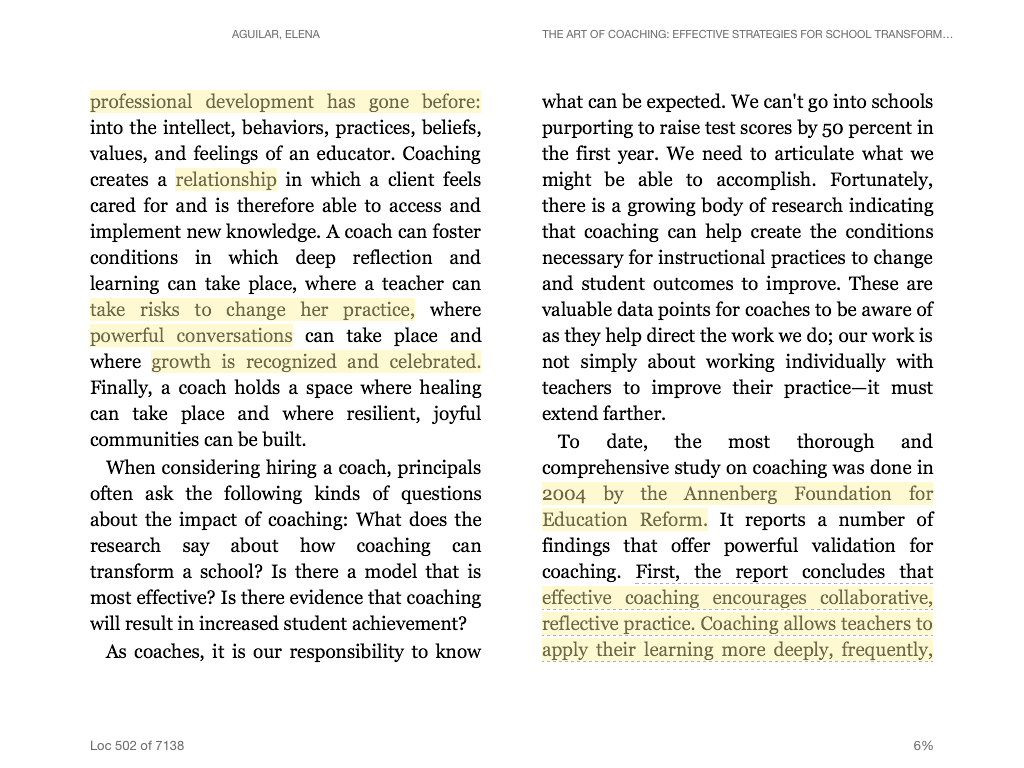 AGUILAR, ELENA
THE ART OF COACHING: EFFECTIVE STRATEGIES FOR SCHOOL TRANSFORM...
professional development has gone before:
into the intellect, behaviors, practices, beliefs,
values, and feelings of an educator. Coaching
creates a relationship in which a client feels
cared for and is therefore able to access and
implement new knowledge. A coach can foster
conditions in which deep reflection and
learning can take place, where a teacher can
take risks to change her practice, where
powerful conversations can take place and
where growth is recognized and celebrated.
Finally, a coach holds a space where healing
can take place and where resilient, joyful
communities can be built.
When considering hiring a coach, principals
often ask the following kinds of questions
about the impact of coaching: What does the
research say about how coaching can
transform a school? Is there a model that is
most effective? Is there evidence that coaching
will result in increased student achievement?
As coaches, it is our responsibility to know
what can be expected. We can't go into schools
purporting to raise test scores by 50 percent in
the first year. We need to articulate what we
might be able to accomplish. Fortunately,
there is a growing body of research indicating
that coaching can help create the conditions
necessary for instructional practices to change
and student outcomes to improve. These are
valuable data points for coaches to be aware of
as they help direct the work we do; our work is
not simply about working individually with
teachers to improve their practice—it must
extend farther.
To date, the most thorough and
comprehensive study on coaching was done in
2004 by the Annenberg Foundation for
Education Reform. It reports a number of
findings that offer powerful validation for
coaching. First, the report concludes that
effective coaching encourages collaborative,
reflective practice. Coaching allows teachers to
apply their learning more deeply, frequently,
Loc 502 of 7138
6%